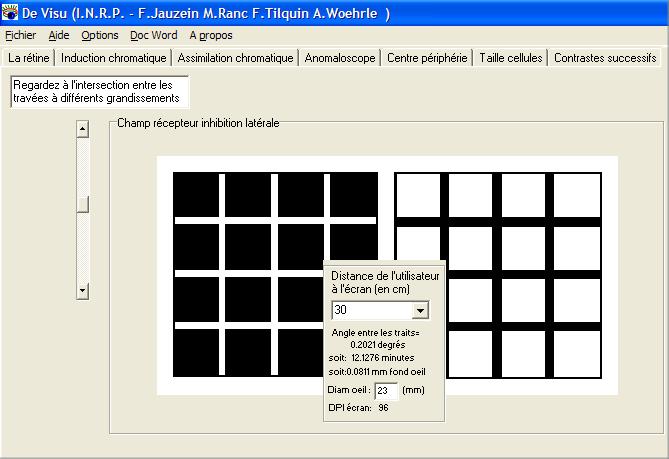 De Visu (I.N.R.P. - F.Jauzein M.Ranc F.Tilquin A.Woehrle )
Fichier Aide Options Doc Word A propos
La rétine Induction chromatique Assimilation chromatique Anomaloscope Centre périphérie Taille cellules Contrastes successifs
Regardez à l'intersection entre les
travées à différents grandissements
Champ récepteur inhibition latérale
Distance de l'utilisateur
à l'écran (en cm)
30
Angle entre les traits=
0.2021 degrés
soit: 12.1276 minutes
soit:0.0811 mm fond oeil
Diam oeil : 23 (mm)
DPI écran: 96